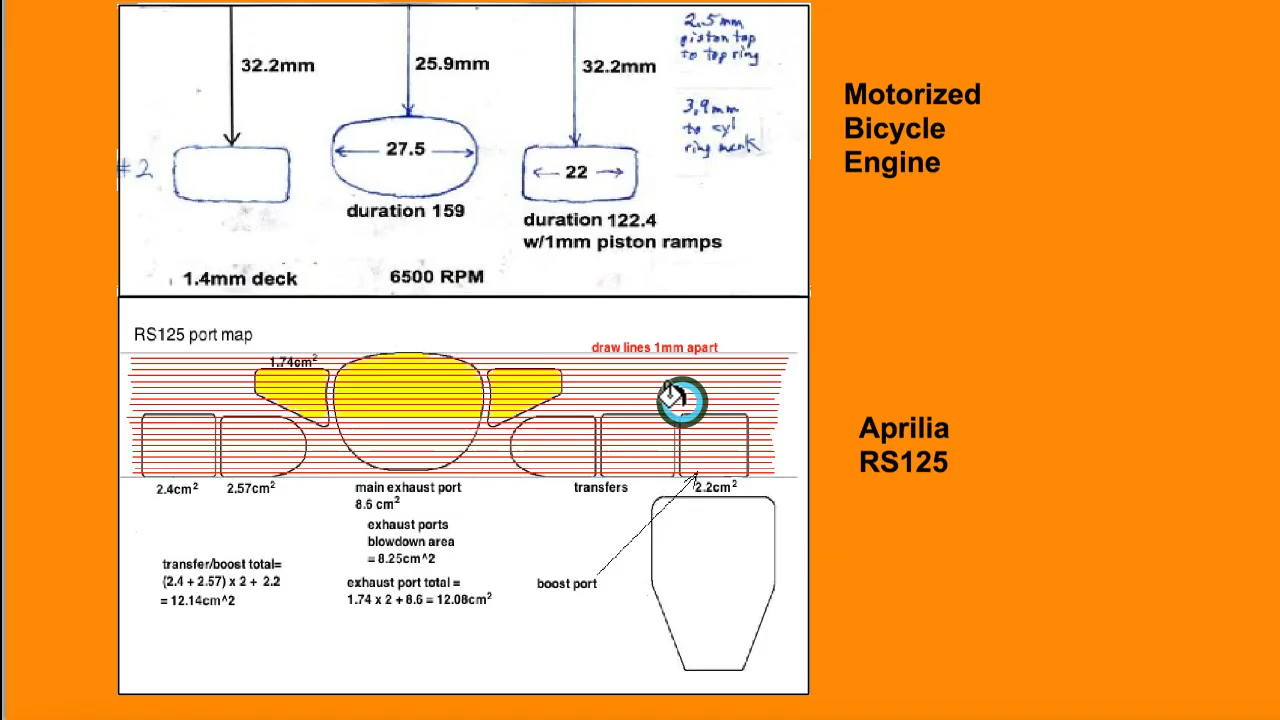 32.2mm
25.9mm
32.2mm
2.5mm
piston top
to top ring
3.9mm
to cyl
ring mark
#2
27.5
22
duration 159
duration 122.4
w/1mm piston ramps
1.4mm deck
6500 RPM
Motorized
Bicycle
Engine
RS125 port map
draw lines 1mm apart
1.74cm²
2.4cm²
2.57cm²
main exhaust port
8.6 cm²
transfers
2.2cm²
exhaust ports
blowdown area
= 8.25cm^2
transfer/boost total=
(2.4 + 2.57) x 2 + 2.2
= 12.14cm^2
exhaust port total =
1.74 x 2 + 8.6 = 12.08cm²
boost port
Aprilia
RS125